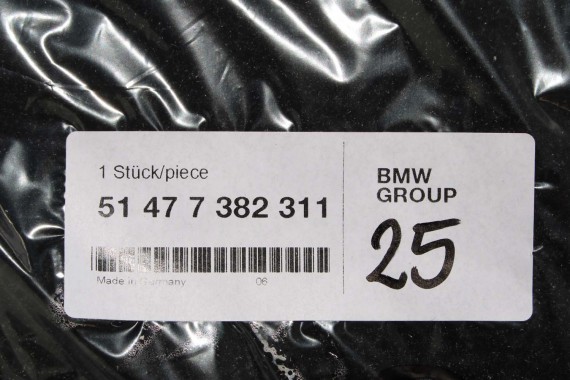 1 Stück/piece
51 47 7 382 311
Made in Germany 06
BMW
GROUP
25